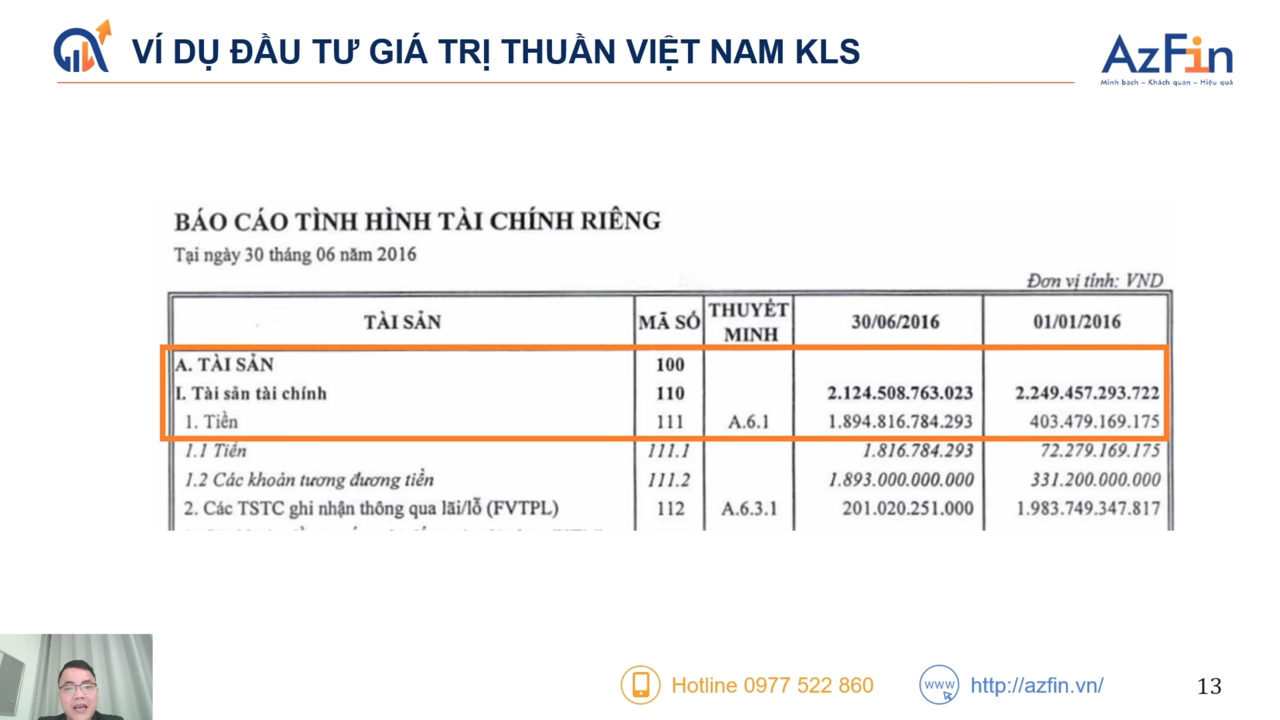 VÍ DỤ ĐẦU TƯ GIÁ TRỊ THUẦN VIỆT NAM KLS
AzFin
Minh bạch – Khách quan – Hiệu quả
BÁO CÁO TÌNH HÌNH TÀI CHÍNH RIÊNG
Tại ngày 30 tháng 06 năm 2016
Đơn vị tính: VND
TÀI SẢN MÃ SỐ THUYẾT MINH 30/06/2016 01/01/2016
A. TÀI SẢN 100
I. Tài sản tài chính 110 2.124.508.763.023 2.249.457.293.722
1. Tiền 111 A.6.1 1.894.816.784.293 403.479.169.175
1.1 Tiền 111.1 1.816.784.293 72.279.169.175
1.2 Các khoản tương đương tiền 111.2 1.893.000.000.000 331.200.000.000
2. Các TSTC ghi nhận thông qua lãi/lỗ (FVTPL) 112 A.6.3.1 201.020.251.000 1.983.749.347.817
Hotline 0977 522 860
www
http://azfin.vn/
13